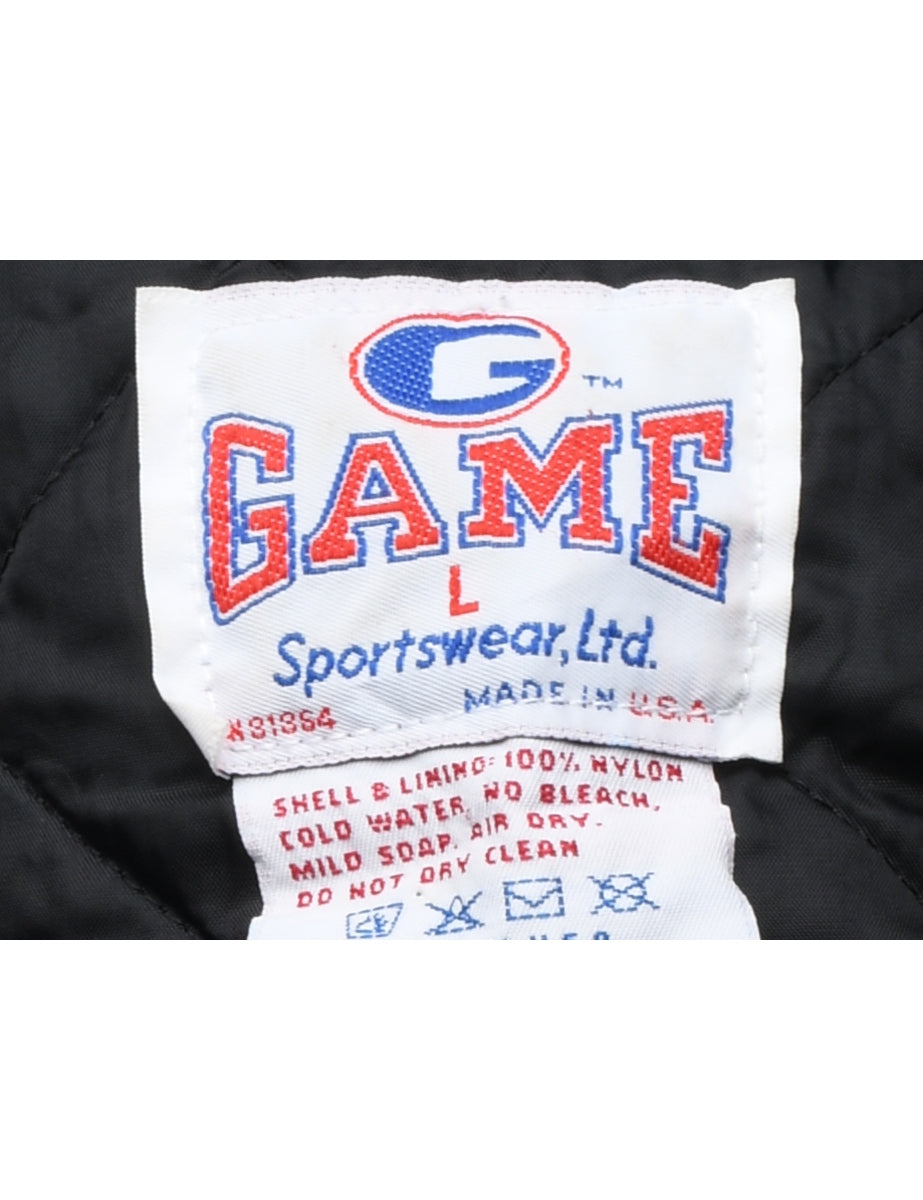 G ™
GAME
L
Sportswear, Ltd.
MADE IN U.S.A.
SHELL & LINING: 100% NYLON
COLD WATER. NO BLEACH.
MILD SOAP. AIR DRY.
DO NOT DRY CLEAN